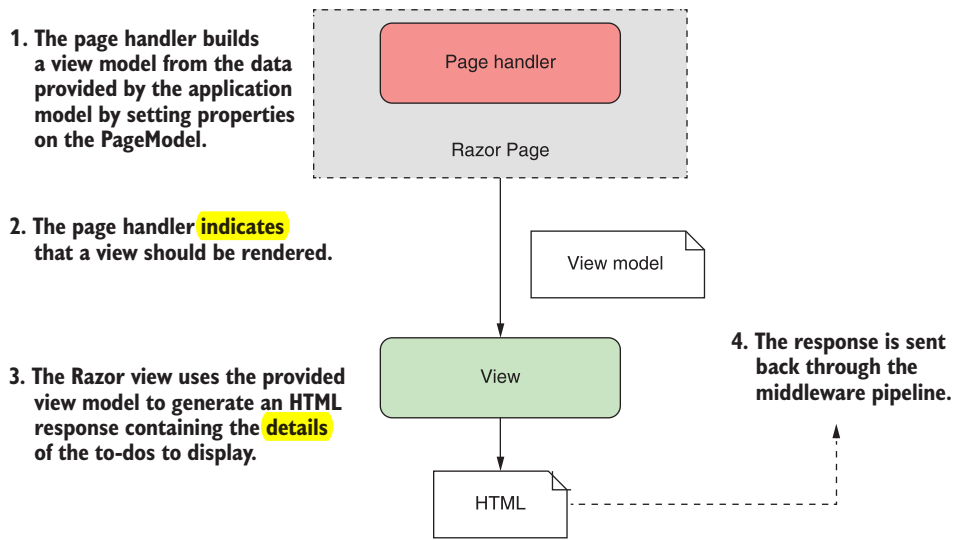 1. The page handler builds
a view model from the data
provided by the application
model by setting properties
on the PageModel.
Page handler
Razor Page
2. The page handler indicates
that a view should be rendered.
View model
3. The Razor view uses the provided
view model to generate an HTML
response containing the details
of the to-dos to display.
View
HTML
4. The response is sent
back through the
middleware pipeline.